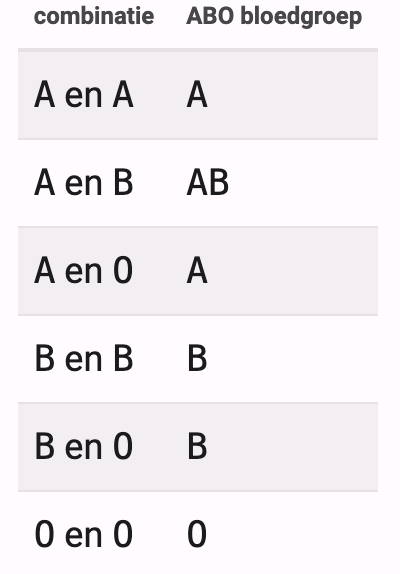 combinatie ABO bloedgroep
A en A A
A en B AB
A en 0 A
B en B B
B en 0 B
0 en 0 0